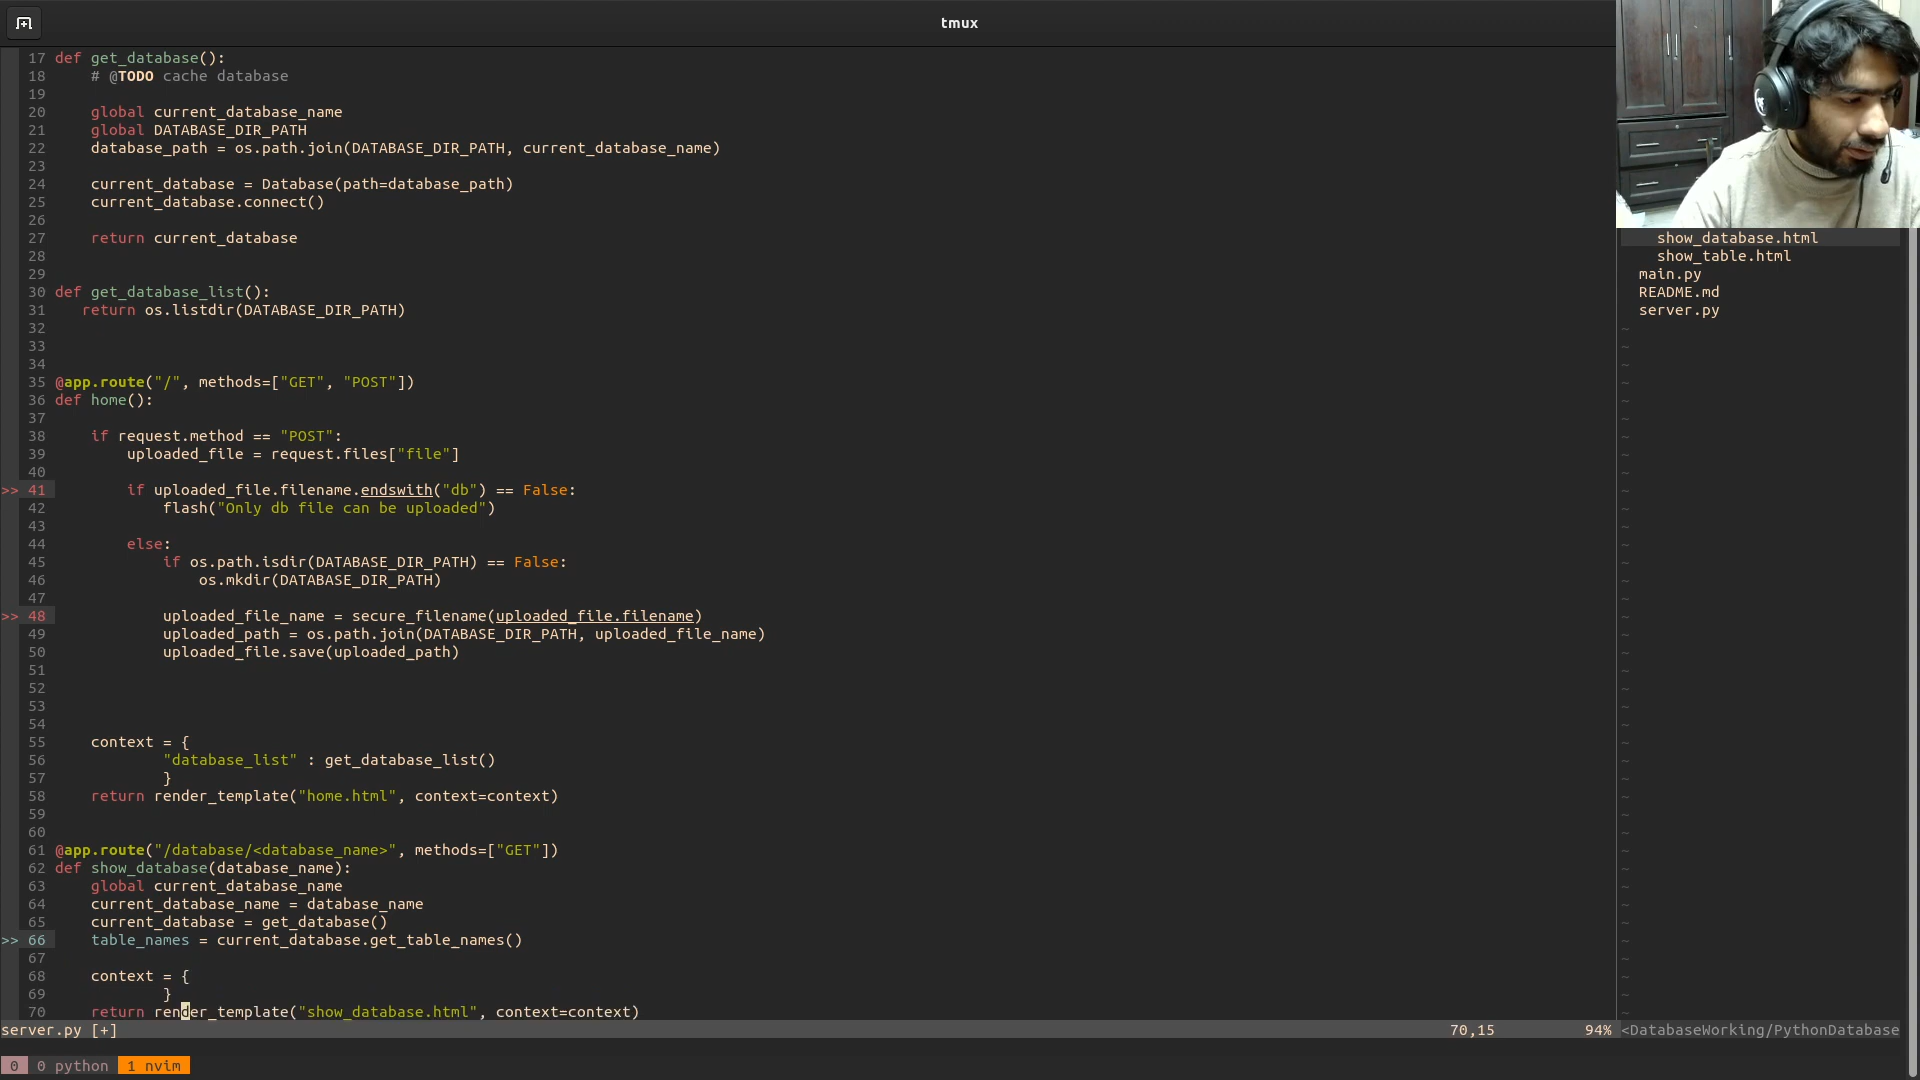 tmux
17 def get_database():
18     # @TODO cache database
19
20     global current_database_name
21     global DATABASE_DIR_PATH
22     database_path = os.path.join(DATABASE_DIR_PATH, current_database_name)
23
24     current_database = Database(path=database_path)
25     current_database.connect()
26
27     return current_database
28
29
30 def get_database_list():
31    return os.listdir(DATABASE_DIR_PATH)
32
33
34
35 @app.route("/", methods=["GET", "POST"])
36 def home():
37
38     if request.method == "POST":
39         uploaded_file = request.files["file"]
40
>> 41         if uploaded_file.filename.endswith("db") == False:
42             flash("Only db file can be uploaded")
43
44         else:
45             if os.path.isdir(DATABASE_DIR_PATH) == False:
46                 os.mkdir(DATABASE_DIR_PATH)
47
>> 48             uploaded_file_name = secure_filename(uploaded_file.filename)
49             uploaded_path = os.path.join(DATABASE_DIR_PATH, uploaded_file_name)
50             uploaded_file.save(uploaded_path)
51
52
53
54
55     context = {
56             "database_list" : get_database_list()
57             }
58     return render_template("home.html", context=context)
59
60
61 @app.route("/database/<database_name>", methods=["GET"])
62 def show_database(database_name):
63     global current_database_name
64     current_database_name = database_name
65     current_database = get_database()
>> 66     table_names = current_database.get_table_names()
67
68     context = {
69             }
70     return render_template("show_database.html", context=context)
server.py [+] 70,15 94%
show_database.html
show_table.html
main.py
README.md
server.py
<DatabaseWorking/PythonDatabase
0 0 python 1 nvim